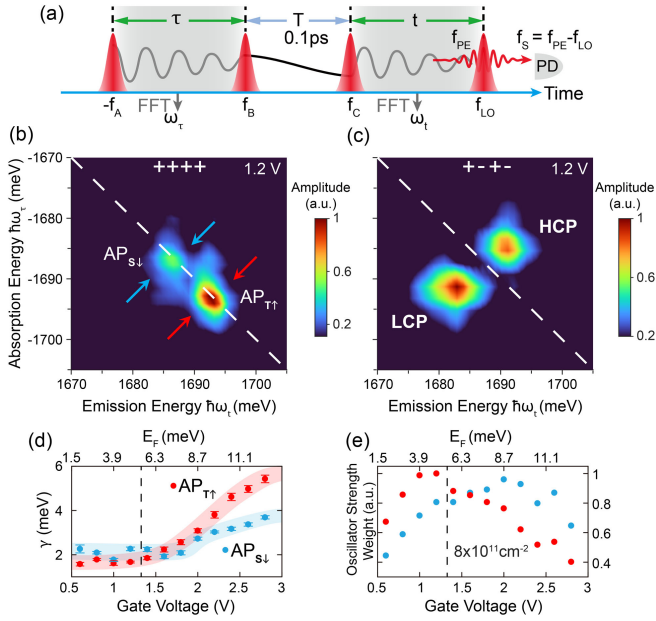 (a)
τ
T
t
0.1ps
f_PE
f_S = f_PE-f_LO
PD
-f_A
FFT
ω_τ
f_B
f_C
FFT
ω_t
f_LO
Time
(b)
++++
1.2 V
Amplitude
(a.u.)
1
0.6
0.2
-1670
-1680
-1690
-1700
Absorption Energy ħω_τ (meV)
AP_S↓
AP_T↑
1670
1680
1690
1700
Emission Energy ħω_t (meV)
(c)
+-+-
1.2 V
Amplitude
(a.u.)
1
0.6
0.2
HCP
LCP
1670
1680
1690
1700
Emission Energy ħω_t (meV)
(d)
E_F (meV)
1.5
3.9
6.3
8.7
11.1
6
4
2
γ (meV)
AP_T↑
AP_S↓
0.5
1
1.5
2
2.5
3
Gate Voltage (V)
(e)
E_F (meV)
1.5
3.9
6.3
8.7
11.1
Oscillator Strength
Weight (a.u.)
1
0.8
0.6
0.4
8x10¹¹cm⁻²
0.5
1
1.5
2
2.5
3
Gate Voltage (V)